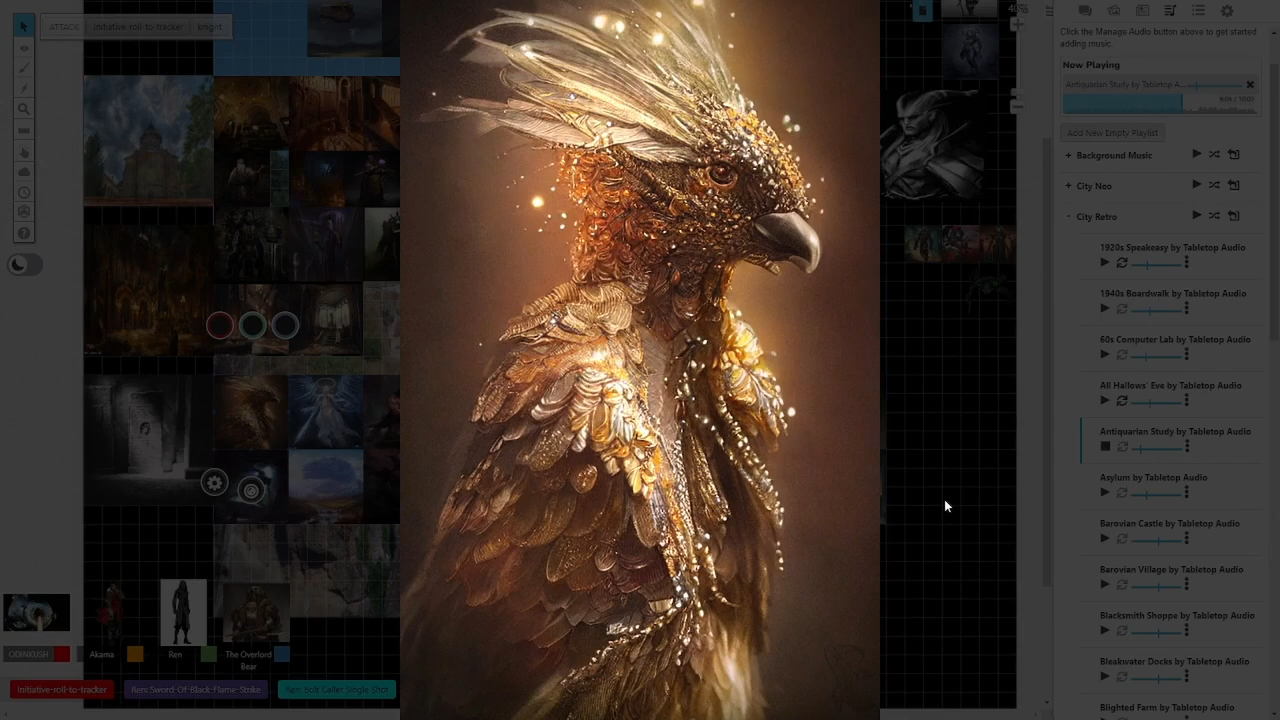 ATTACK
Initiative-roll-to-tracker
knight
Click the Manage Audio button above to get started
adding music.
Now Playing
Antiquarian Study by Tabletop A...
Add New Empty Playlist
+ Background Music
+ City Neo
- City Retro
1920s Speakeasy by Tabletop Audio
1940s Boardwalk by Tabletop Audio
60s Computer Lab by Tabletop Audio
All Hallows' Eve by Tabletop Audio
Antiquarian Study by Tabletop Audio
Asylum by Tabletop Audio
Barovian Castle by Tabletop Audio
Barovian Village by Tabletop Audio
Blacksmith Shoppe by Tabletop Audio
Bleakwater Docks by Tabletop Audio
Blighted Farm by Tabletop Audio
Akama
Ren
The Overlord
Bear
Initiative-roll-to-tracker
Ren:Sword-Of-Black-Flame-Strike
Ren: Bolt Caller Single Shot